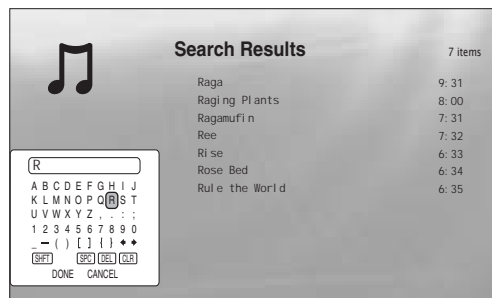 Search Results
7 items
Raga 9:31
Raging Plants 8:00
Ragamufin 7:31
Ree 7:32
Rise 6:33
Rose Bed 6:34
Rule the World 6:35
R
A B C D E F G H I J
K L M N O P Q R S T
U V W X Y Z , . : ;
1 2 3 4 5 6 7 8 9 0
_ – ( ) [ ] { }
SHFT SPC DEL CLR
DONE CANCEL